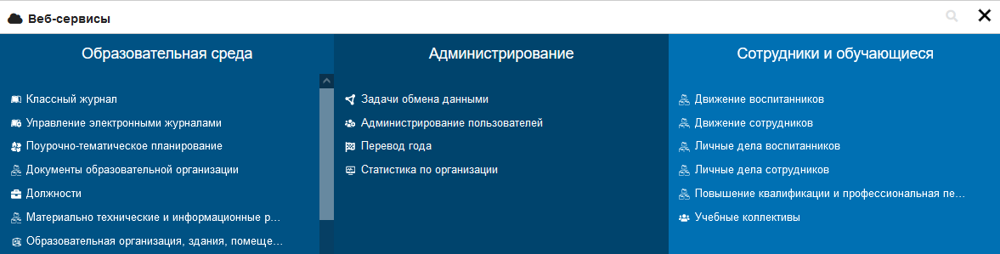 Веб-сервисы
Образовательная среда
Классный журнал
Управление электронными журналами
Поурочно-тематическое планирование
Документы образовательной организации
Должности
Материально технические и информационные р...
Образовательная организация, здания, помеще...
Администрирование
Задачи обмена данными
Администрирование пользователей
Перевод года
Статистика по организации
Сотрудники и обучающиеся
Движение воспитанников
Движение сотрудников
Личные дела воспитанников
Личные дела сотрудников
Повышение квалификации и профессиональная пе...
Учебные коллективы